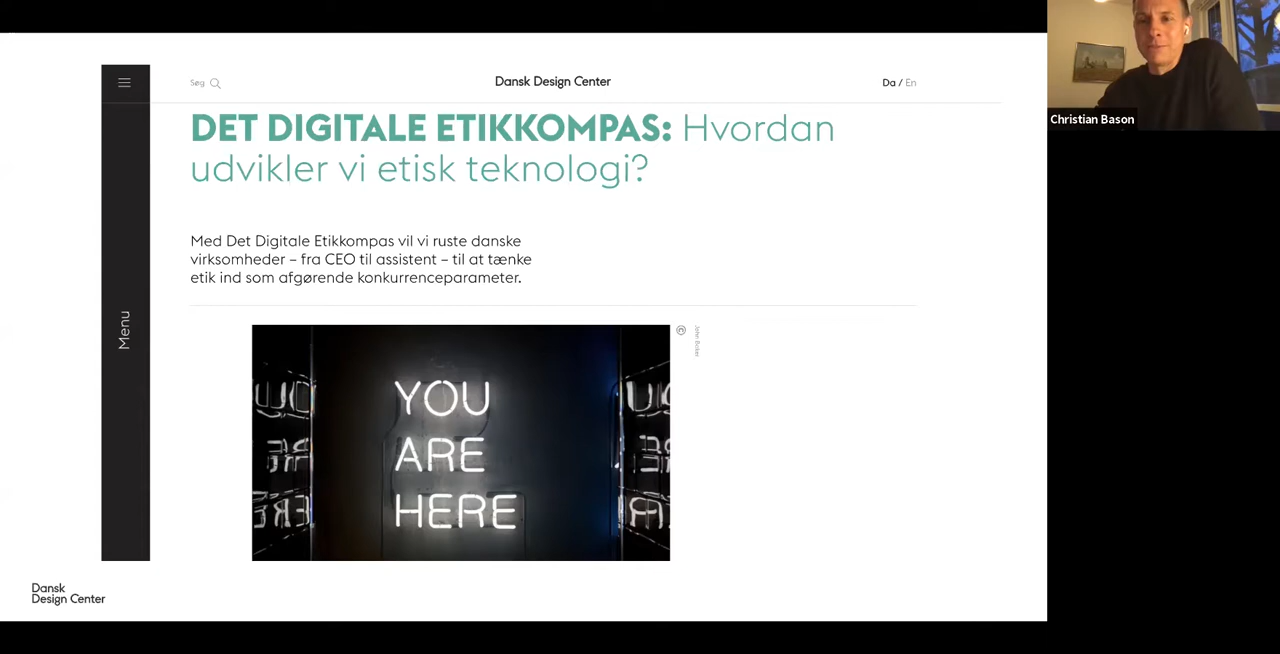 Søg
Dansk Design Center
Da / En
DET DIGITALE ETIKKOMPAS: Hvordan
udvikler vi etisk teknologi?
Med Det Digitale Etikkompas vil vi ruste danske
virksomheder – fra CEO til assistent – til at tænke
etik ind som afgørende konkurrenceparameter.
Menu
©
YOU
ARE
HERE
Dansk
Design Center
Christian Bason